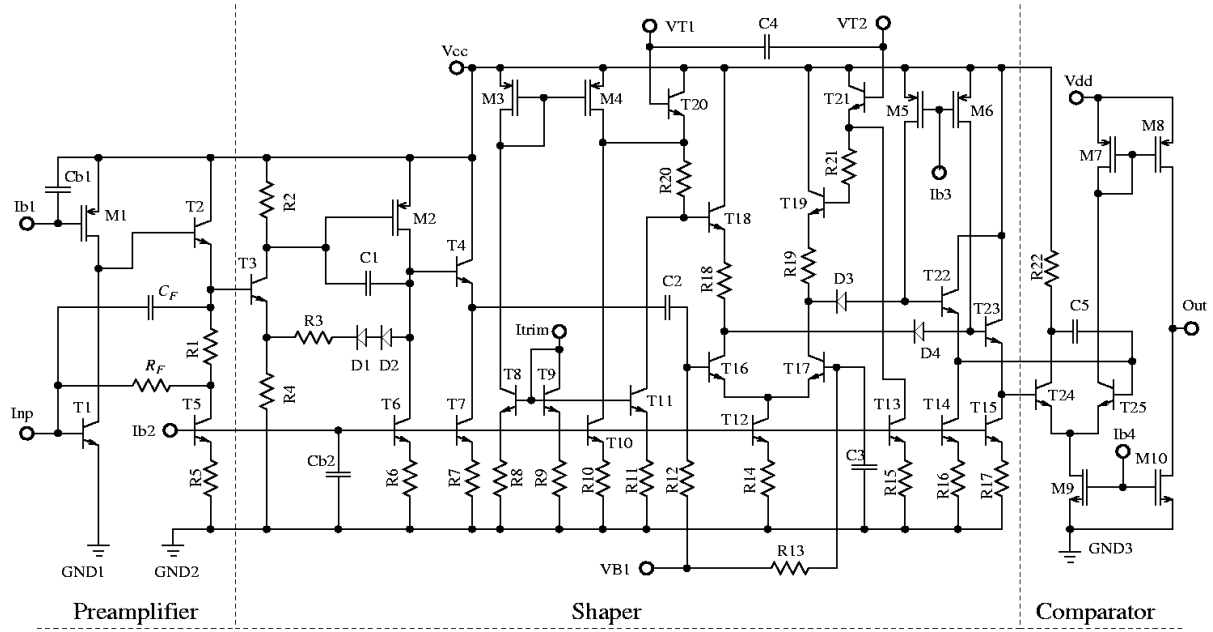 VT1
C4
VT2
Vcc
Vdd
M3
M4
T20
T21
M5
M6
M7
M8
Cb1
Ib1
M1
T2
R2
M2
R20
R21
Ib3
T19
T18
T3
C1
T4
C2
R18
R19
D3
T22
R22
C_F
R3
D1
D2
Itrim
T23
C5
Out
R1
D4
R_F
R4
T8
T9
T11
T16
T17
T24
T25
Inp
T1
T5
Ib2
T6
T7
T10
T12
T13
T14
T15
Ib4
R5
Cb2
R6
R7
R8
R9
R10
R11
R12
R14
C3
R15
R16
R17
M9
M10
GND1
GND2
VB1
R13
GND3
Preamplifier
Shaper
Comparator